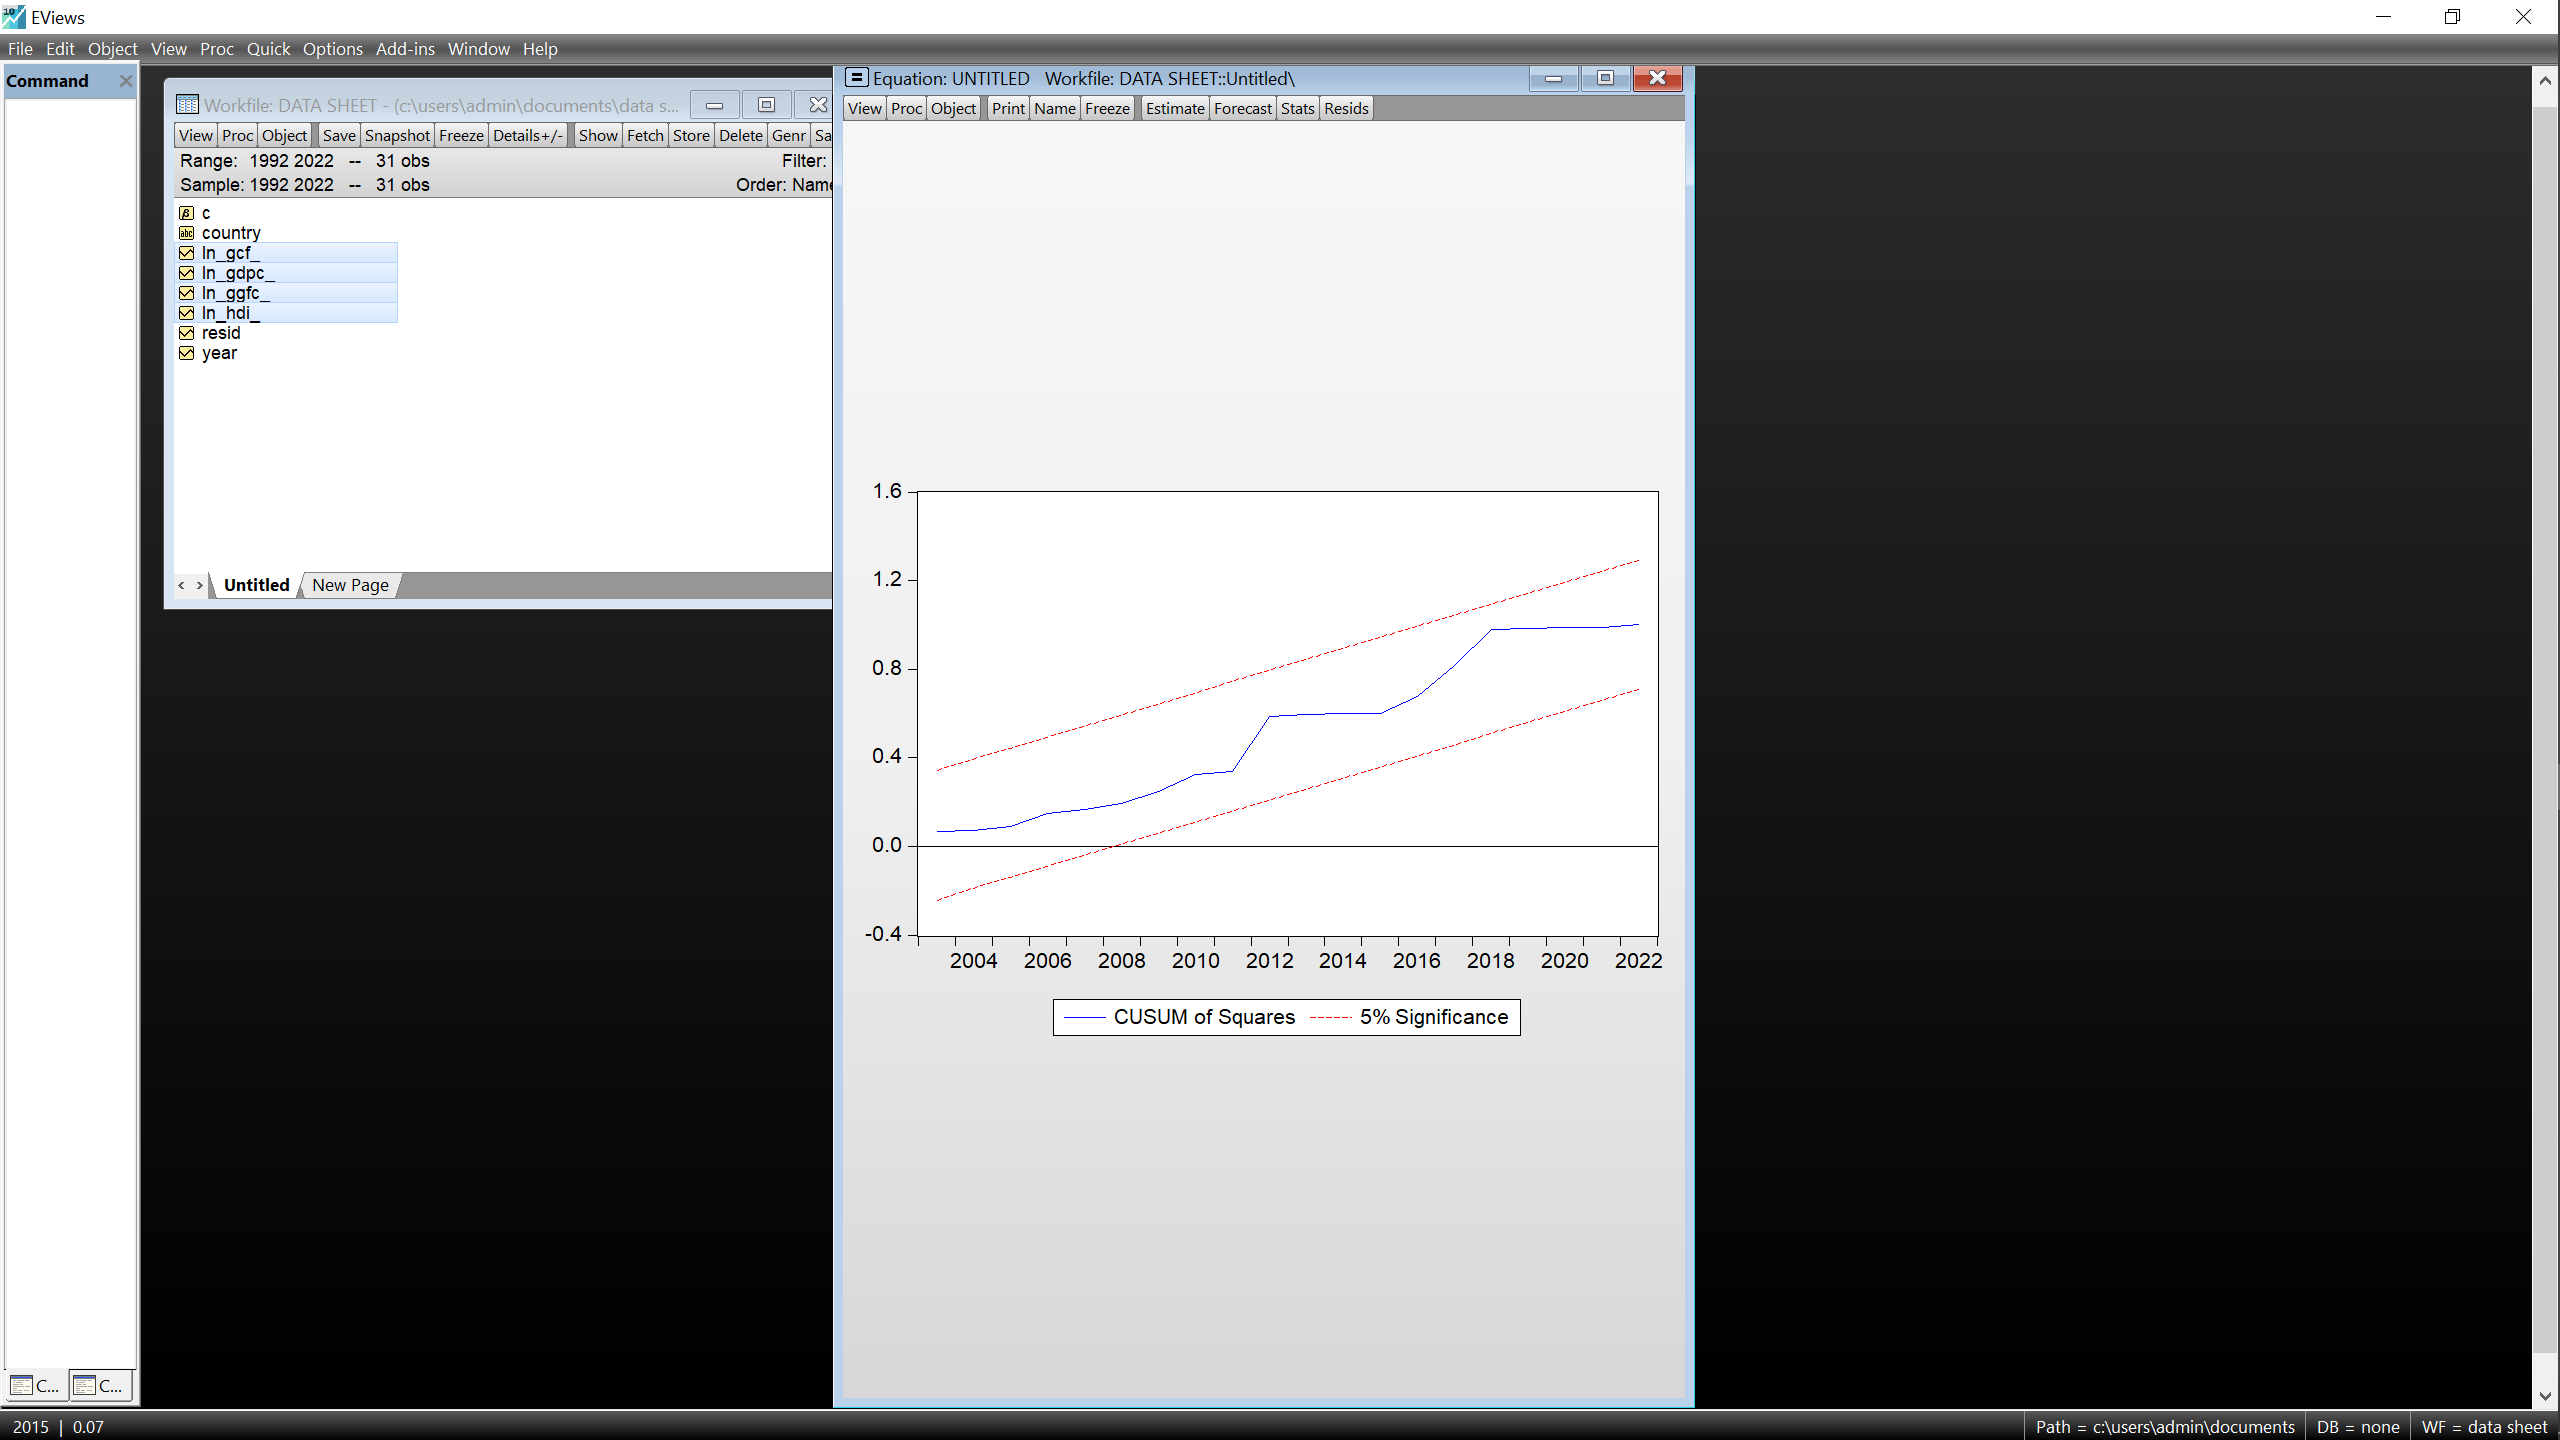 10 EViews
File Edit Object View Proc Quick Options Add-ins Window Help
Command
Workfile: DATA SHEET - (c:\users\admin\documents\data s...
View Proc Object Save Snapshot Freeze Details+/- Show Fetch Store Delete Genr Sa
Range: 1992 2022 -- 31 obs Filter:
Sample: 1992 2022 -- 31 obs Order: Name
β c
abc country
ln_gcf_
ln_gdpc_
ln_ggfc_
ln_hdi_
resid
year
Untitled New Page
Equation: UNTITLED Workfile: DATA SHEET::Untitled\
View Proc Object Print Name Freeze Estimate Forecast Stats Resids
1.6
1.2
0.8
0.4
0.0
-0.4
2004 2006 2008 2010 2012 2014 2016 2018 2020 2022
CUSUM of Squares 5% Significance
C... C...
2015 | 0.07 Path = c:\users\admin\documents DB = none WF = data sheet